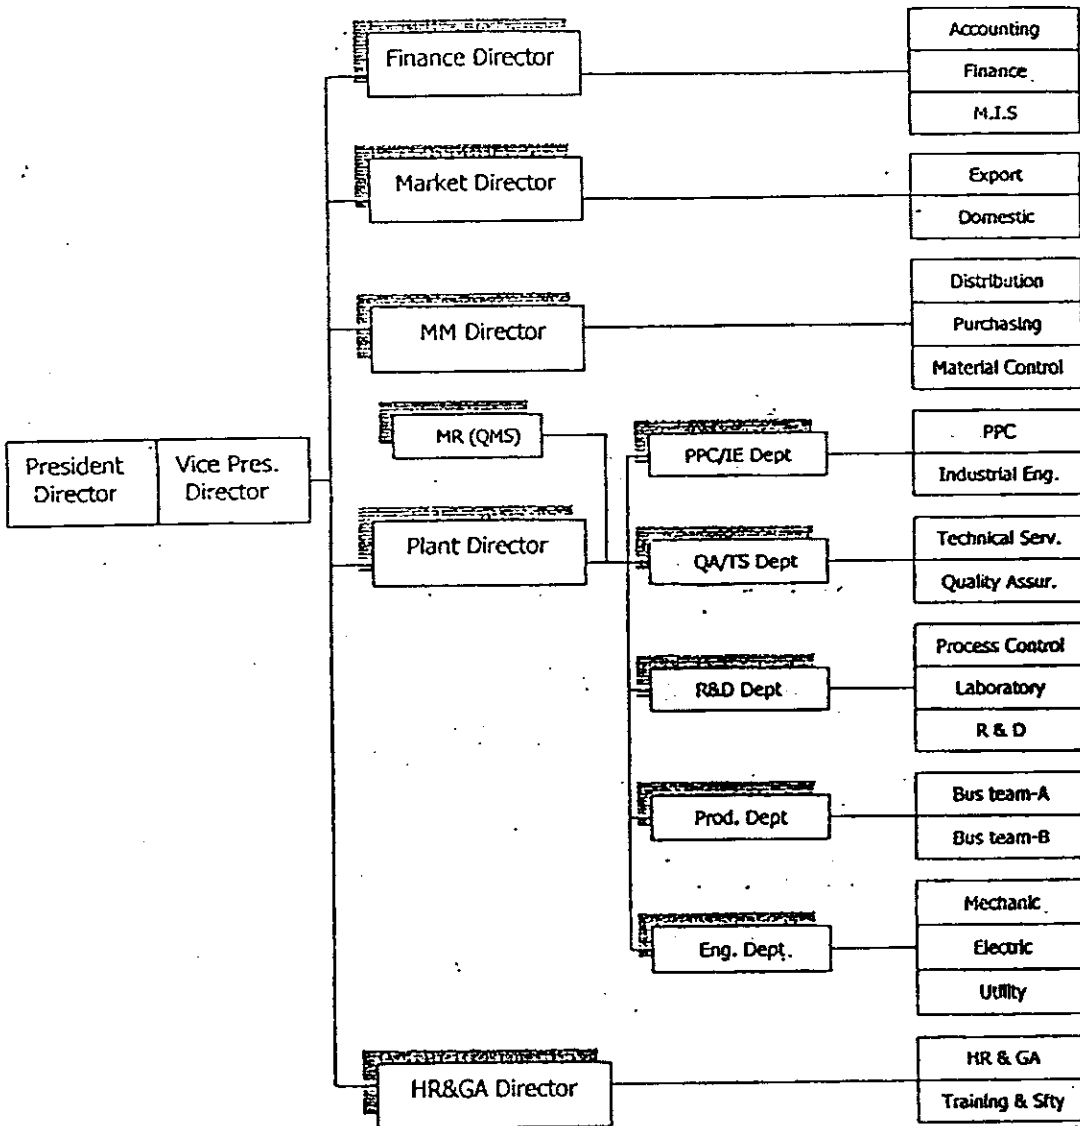 Finance Director
Accounting
Finance
M.I.S
Market Director
Export
Domestic
MM Director
Distribution
Purchasing
Material Control
President
Director
Vice Pres.
Director
MR (QMS)
Plant Director
PPC/IE Dept
PPC
Industrial Eng.
QA/TS Dept
Technical Serv.
Quality Assur.
R&D Dept
Process Control
Laboratory
R & D
Prod. Dept
Bus team-A
Bus team-B
Eng. Dept.
Mechanic
Electric
Utility
HR&GA Director
HR & GA
Training & Sfty